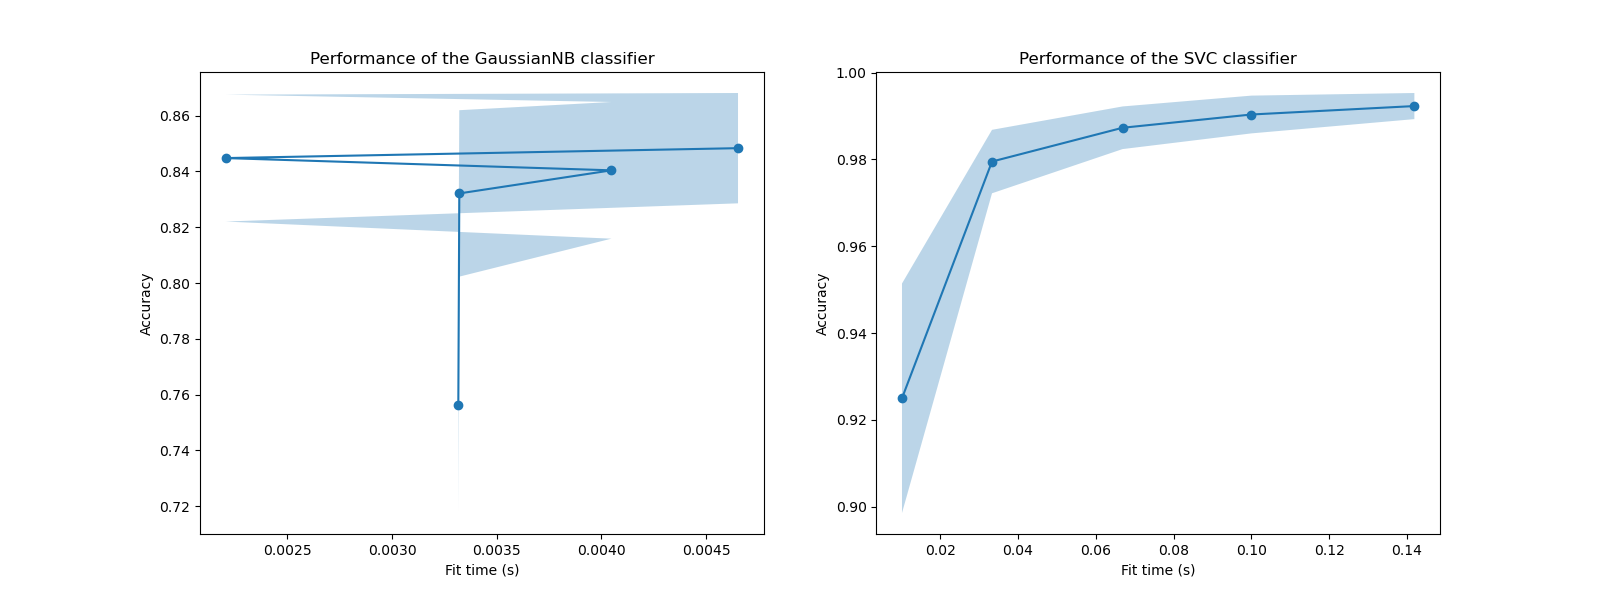 Performance of the GaussianNB classifier
Accuracy
0.86
0.84
0.82
0.80
0.78
0.76
0.74
0.72
0.0025 0.0030 0.0035 0.0040 0.0045
Fit time (s)
Performance of the SVC classifier
Accuracy
1.00
0.98
0.96
0.94
0.92
0.90
0.02 0.04 0.06 0.08 0.10 0.12 0.14
Fit time (s)